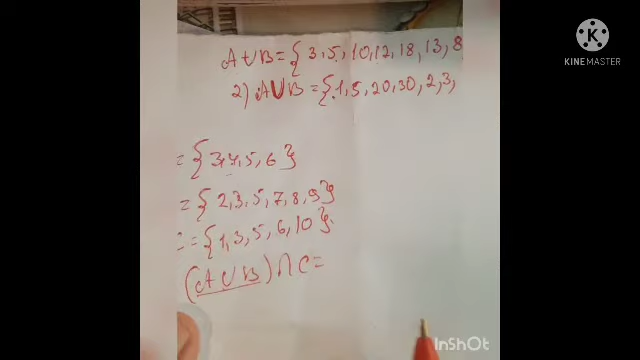 KINEMASTER
A∪B={3,5,10,12,18,13,8
2) A∪B={1,5,20,30,2,3,
={3,4,5,6}
={2,3,5,7,8,9}
C={1,3,5,6,10}
(A∪B)∩C=
InShOt